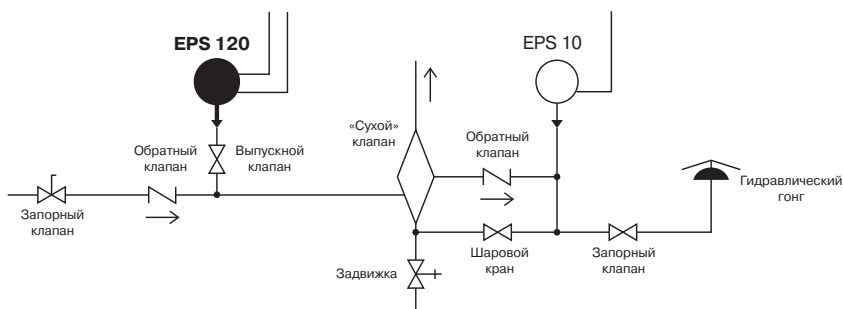 EPS 120
EPS 10
«Сухой»
клапан
Обратный
клапан
Выпускной
клапан
Обратный
клапан
Запорный
клапан
Гидравлический
гонг
Задвижка
Шаровой
кран
Запорный
клапан